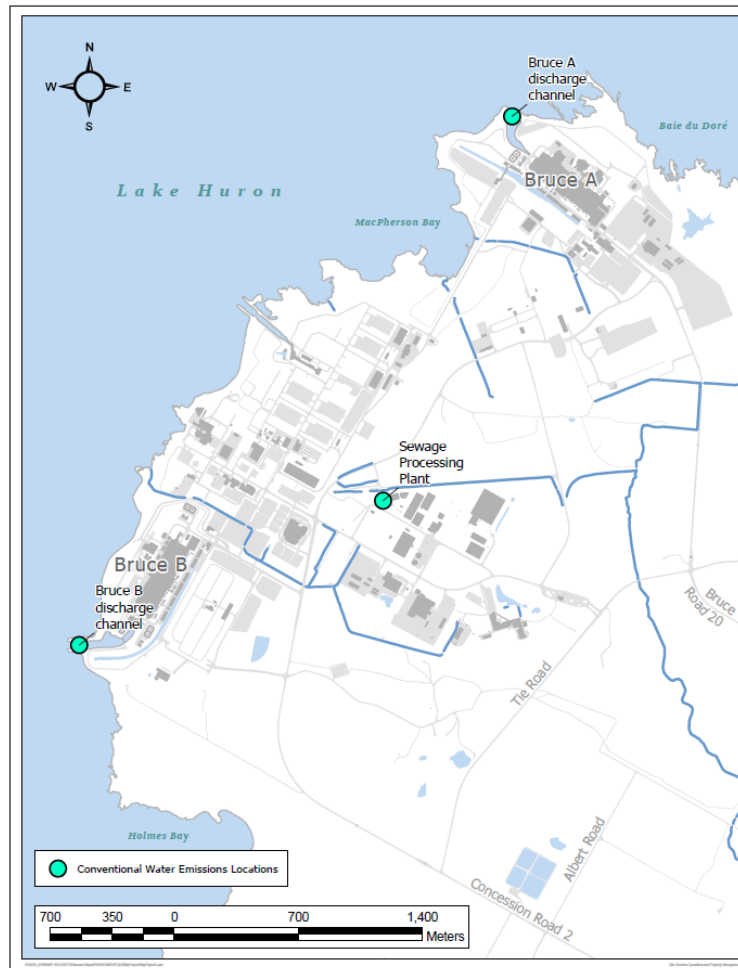 N
W E
S
Bruce A
discharge
channel
Baie du Doré
Lake Huron
Bruce A
MacPherson Bay
Sewage
Processing
Plant
Bruce B
Bruce B
discharge
channel
Bruce
Road 20
Tie Road
Holmes Bay
Albert Road
Concession Road 2
Conventional Water Emissions Locations
700 350 0 700 1,400
Meters